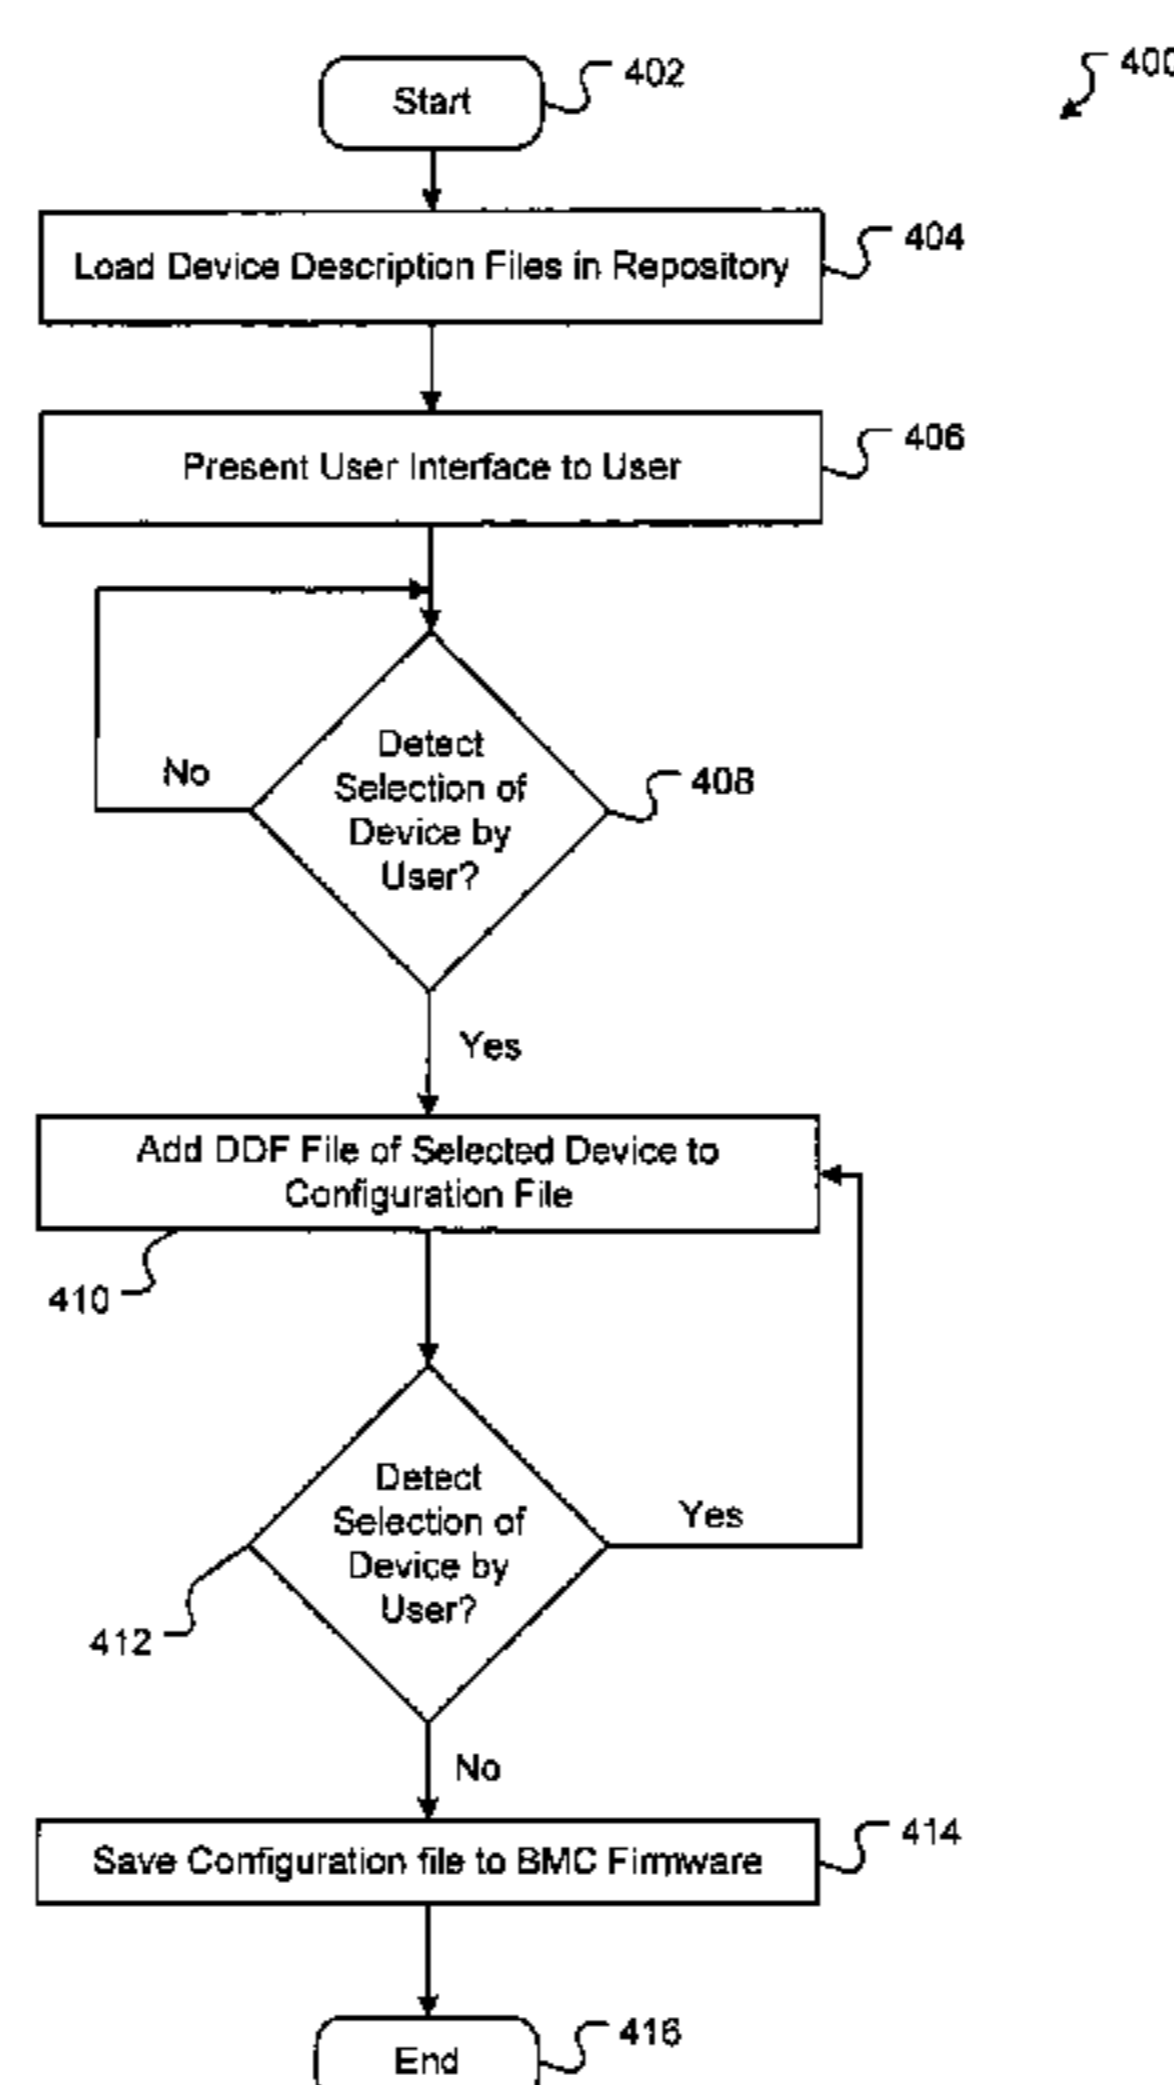 Start
402
400
Load Device Description Files in Repository
404
Present User Interface to User
406
Detect
Selection of
Device by
User?
No
408
Yes
Add DDF File of Selected Device to
Configuration File
410
Detect
Selection of
Device by
User?
Yes
412
No
Save Configuration file to BMC Firmware
414
End
416